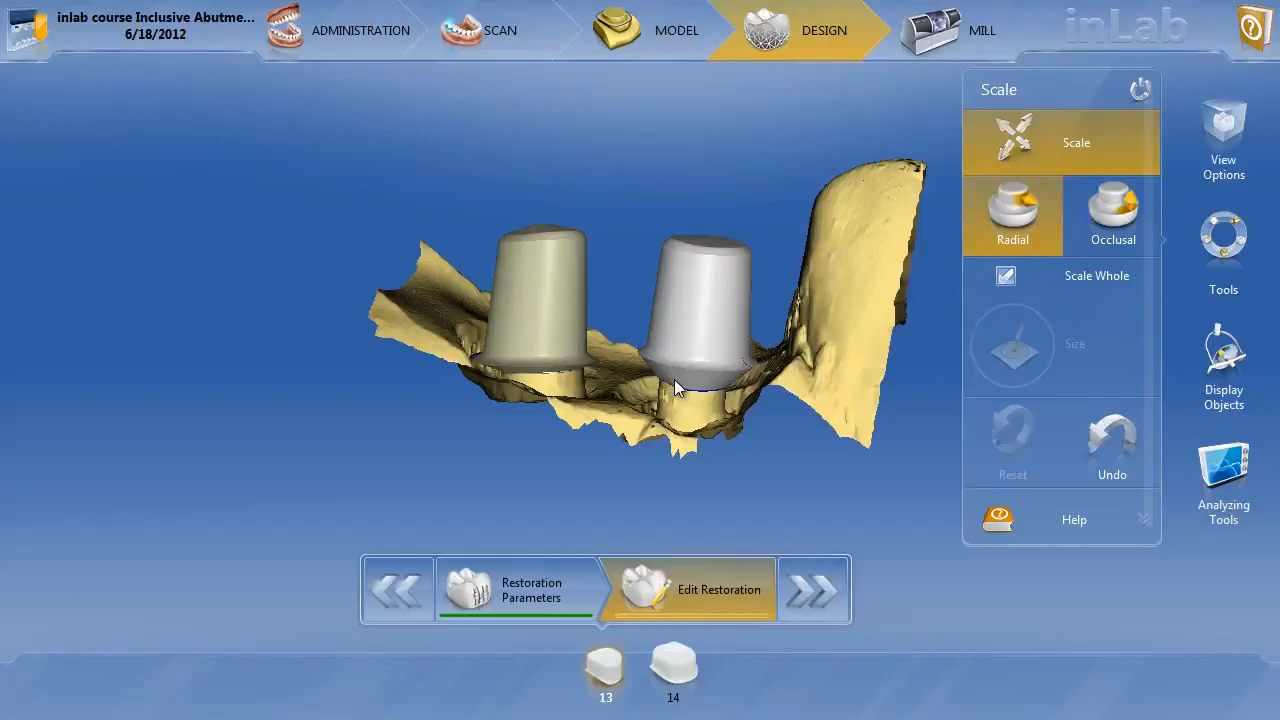 inlab course Inclusive Abutme...
6/18/2012
ADMINISTRATION
SCAN
MODEL
DESIGN
MILL
inLab
Scale
Scale
Radial
Occlusal
Scale Whole
Size
Reset
Undo
Help
View
Options
Tools
Display
Objects
Analyzing
Tools
Restoration
Parameters
Edit Restoration
13
14